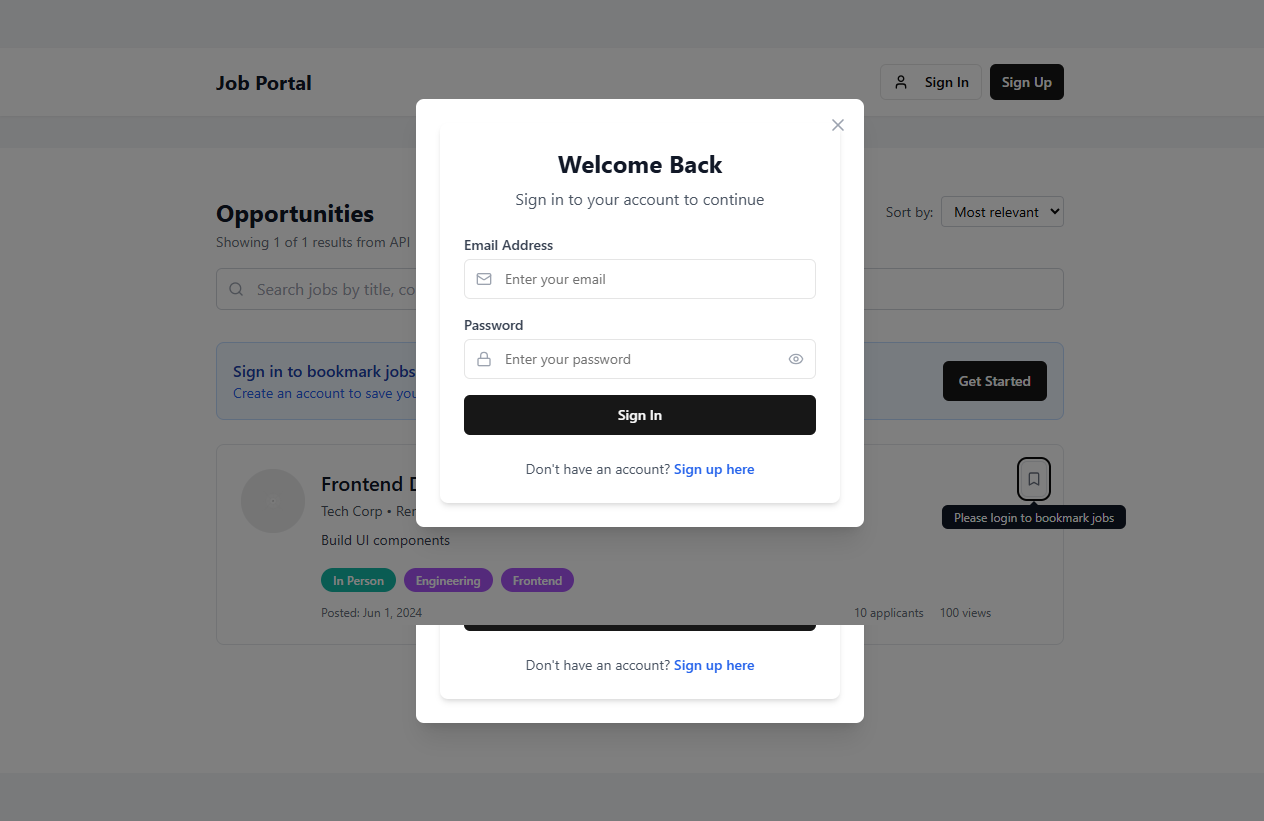 Job Portal
Sign In
Sign Up
Welcome Back
Sign in to your account to continue
Opportunities
Showing 1 of 1 results from API
Sort by:
Most relevant
Email Address
Enter your email
Search jobs by title, co
Password
Enter your password
Sign in to bookmark jobs
Create an account to save you
Get Started
Sign In
Don't have an account? Sign up here
Frontend
Tech Corp •
Please login to bookmark jobs
Build UI components
In Person
Engineering
Frontend
Posted: Jun 1, 2024
10 applicants
100 views
Don't have an account? Sign up here